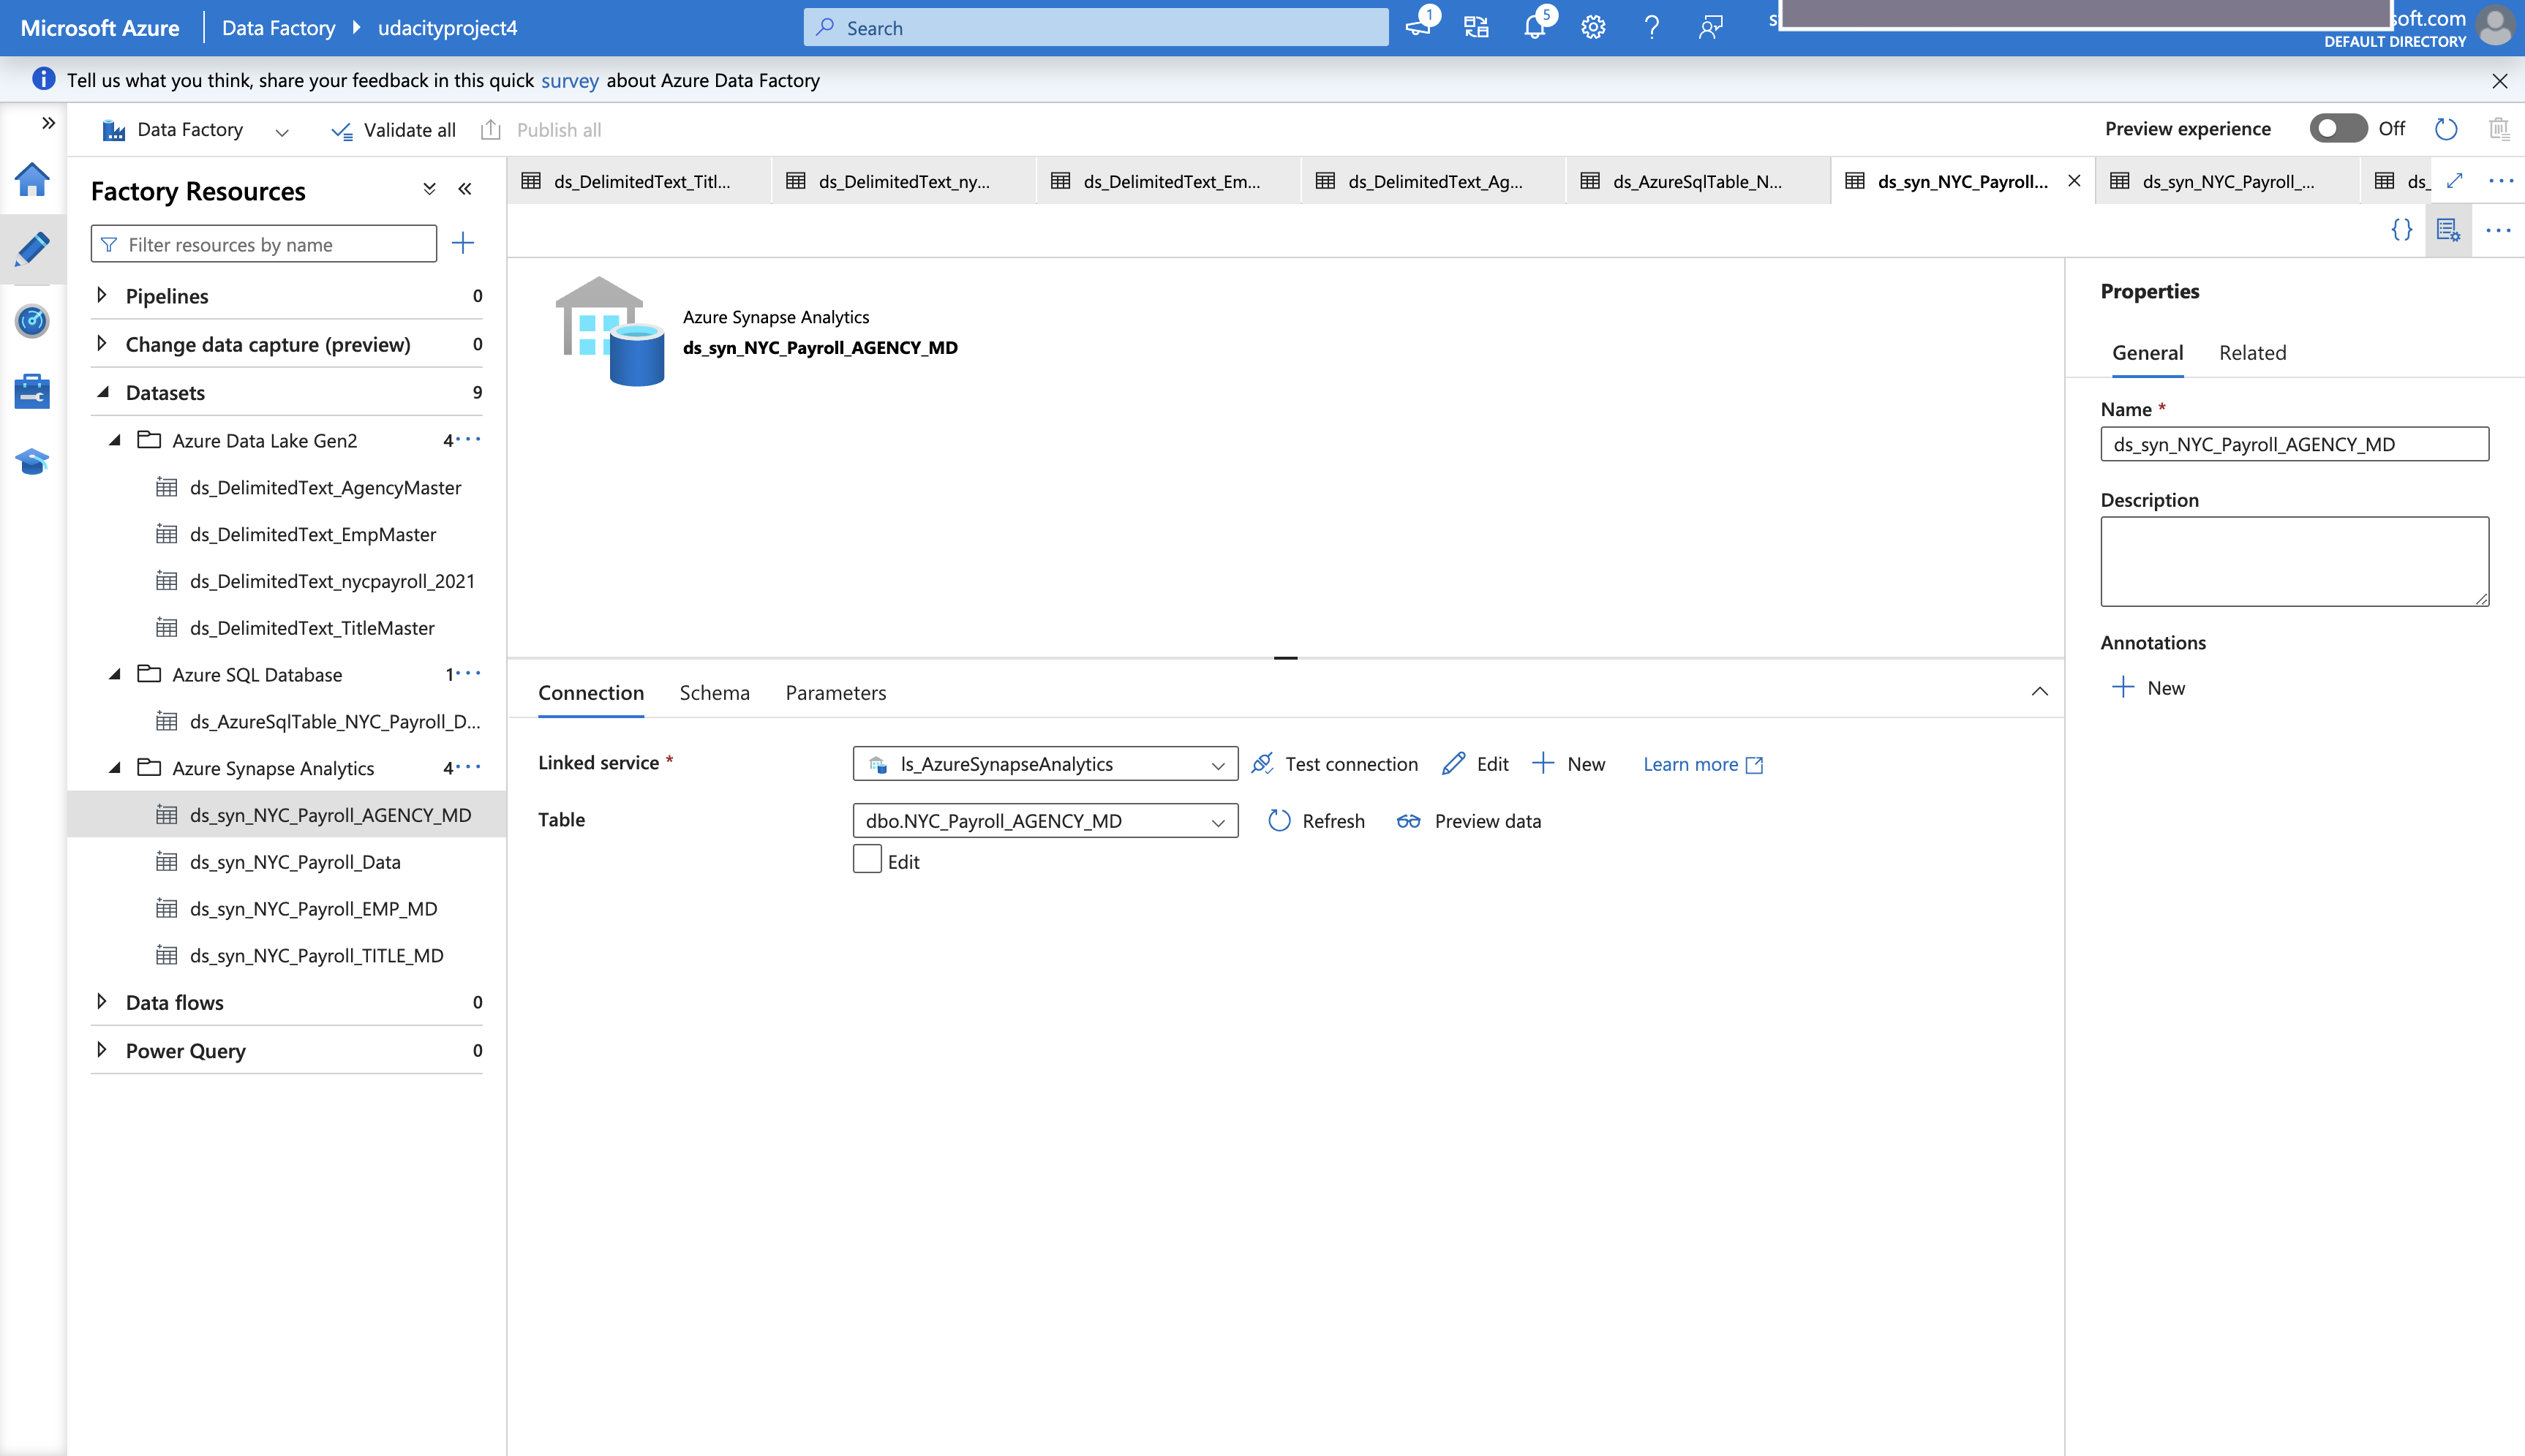 Microsoft Azure
Data Factory
udacityproject4
Search
1
5
soft.com
DEFAULT DIRECTORY
Tell us what you think, share your feedback in this quick survey about Azure Data Factory
Data Factory
Validate all
Publish all
Preview experience
Off
Factory Resources
Filter resources by name
Pipelines 0
Change data capture (preview) 0
Datasets 9
Azure Data Lake Gen2 4
ds_DelimitedText_AgencyMaster
ds_DelimitedText_EmpMaster
ds_DelimitedText_nycpayroll_2021
ds_DelimitedText_TitleMaster
Azure SQL Database 1
ds_AzureSqlTable_NYC_Payroll_D...
Azure Synapse Analytics 4
ds_syn_NYC_Payroll_AGENCY_MD
ds_syn_NYC_Payroll_Data
ds_syn_NYC_Payroll_EMP_MD
ds_syn_NYC_Payroll_TITLE_MD
Data flows 0
Power Query 0
ds_DelimitedText_Titl...
ds_DelimitedText_ny...
ds_DelimitedText_Em...
ds_DelimitedText_Ag...
ds_AzureSqlTable_N...
ds_syn_NYC_Payroll...
ds_syn_NYC_Payroll_...
ds_
Azure Synapse Analytics
ds_syn_NYC_Payroll_AGENCY_MD
Connection
Schema
Parameters
Linked service *
ls_AzureSynapseAnalytics
Test connection
Edit
New
Learn more
Table
dbo.NYC_Payroll_AGENCY_MD
Refresh
Preview data
Edit
Properties
General
Related
Name *
ds_syn_NYC_Payroll_AGENCY_MD
Description
Annotations
New